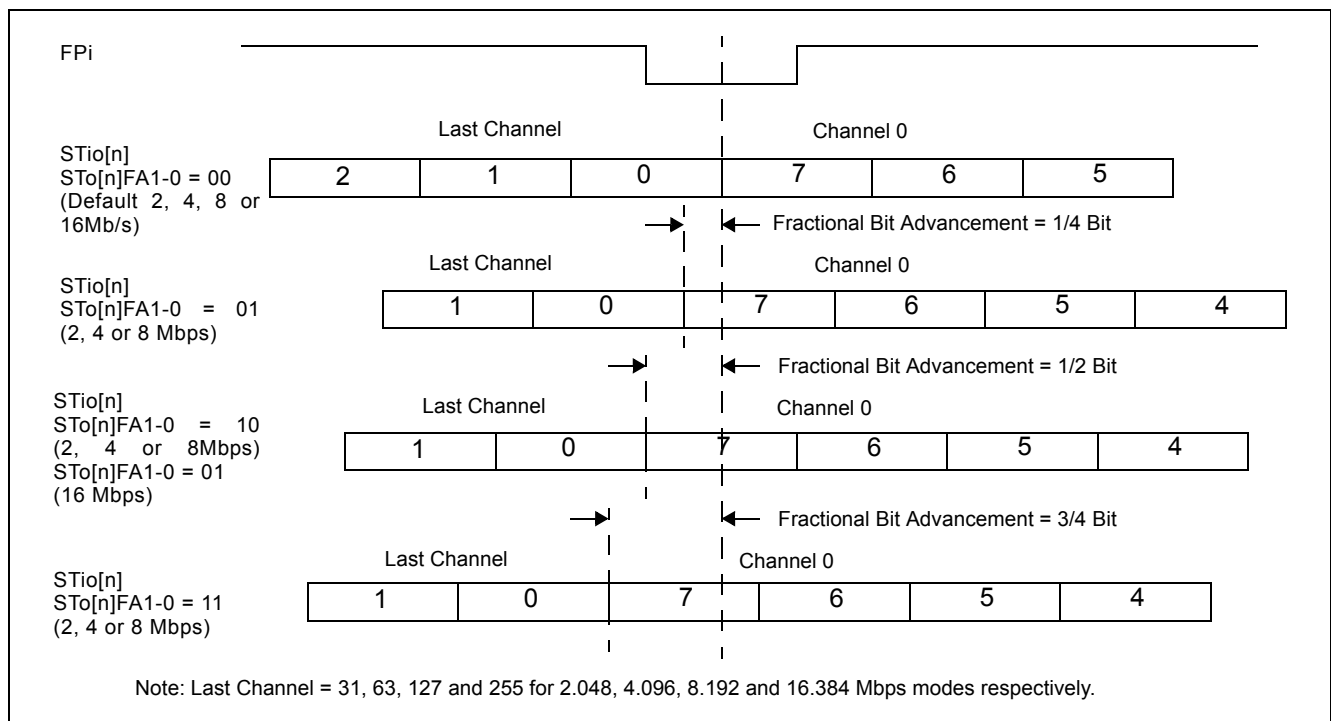 FPi
Last Channel
Channel 0
STio[n]
STo[n]FA1-0 = 00
(Default 2, 4, 8 or
16Mb/s)
2 1 0 7 6 5
Fractional Bit Advancement = 1/4 Bit
Last Channel
Channel 0
STio[n]
STo[n]FA1-0 = 01
(2, 4 or 8 Mbps)
1 0 7 6 5 4
Fractional Bit Advancement = 1/2 Bit
Last Channel
Channel 0
STio[n]
STo[n]FA1-0 = 10
(2, 4 or 8Mbps)
STo[n]FA1-0 = 01
(16 Mbps)
1 0 7 6 5 4
Fractional Bit Advancement = 3/4 Bit
Last Channel
Channel 0
STio[n]
STo[n]FA1-0 = 11
(2, 4 or 8 Mbps)
1 0 7 6 5 4
Note: Last Channel = 31, 63, 127 and 255 for 2.048, 4.096, 8.192 and 16.384 Mbps modes respectively.